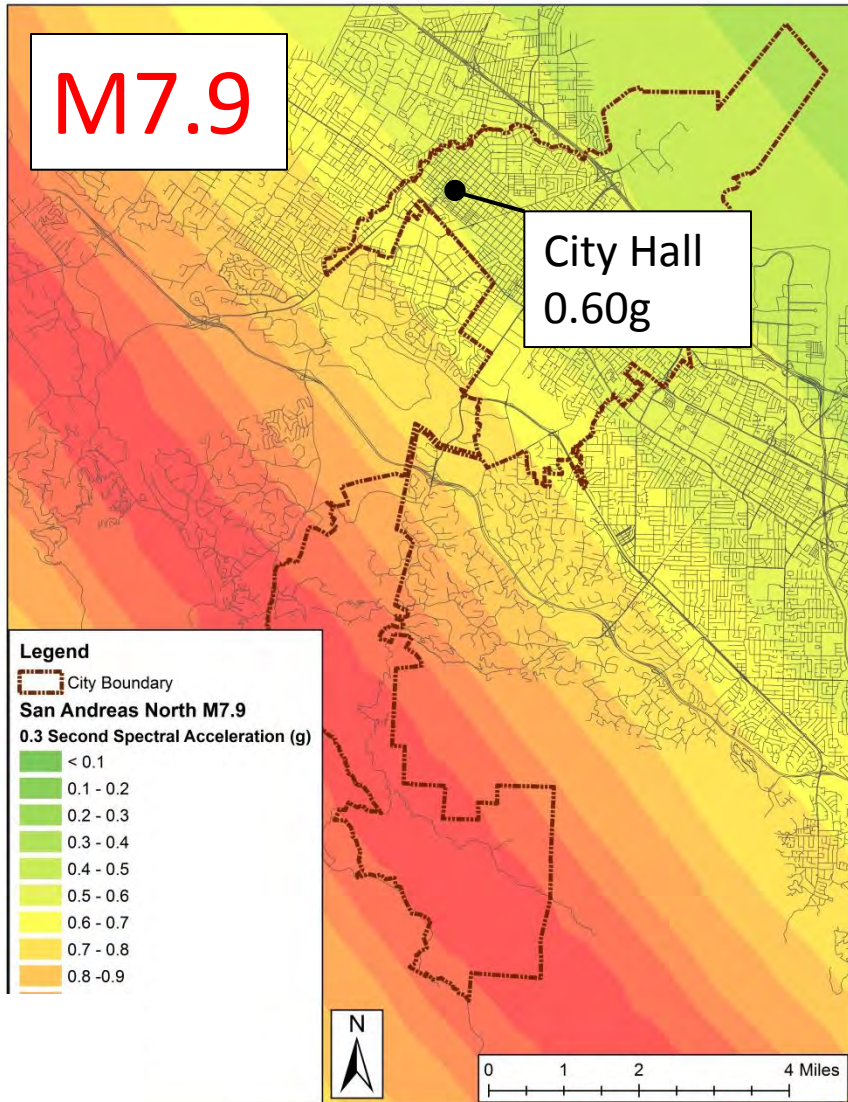 M7.9
City Hall
0.60g
Legend
City Boundary
San Andreas North M7.9
0.3 Second Spectral Acceleration (g)
< 0.1
0.1 - 0.2
0.2 - 0.3
0.3 - 0.4
0.4 - 0.5
0.5 - 0.6
0.6 - 0.7
0.7 - 0.8
0.8 -0.9
N
0 1 2 4 Miles